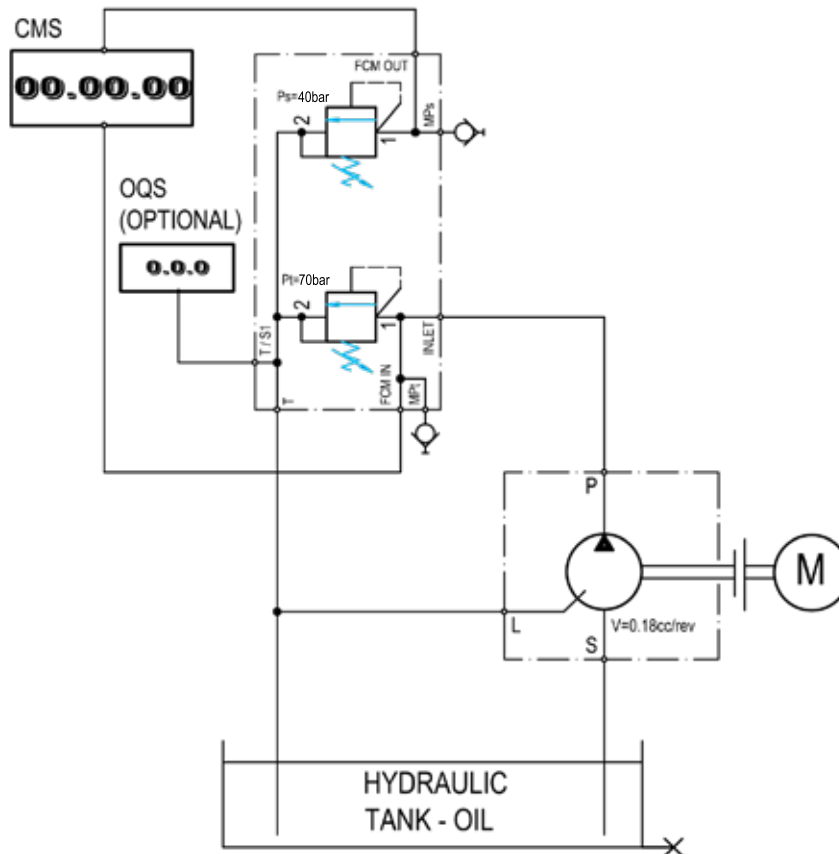 CMS
00.00.00
FCM OUT
Ps=40bar
MPs
2
1
OQS
(OPTIONAL)
0.0.0
Pt=70bar
2
1
T / S1
INLET
FCM IN
MPt
T
P
M
L
V=0.18cc/rev
S
HYDRAULIC
TANK - OIL